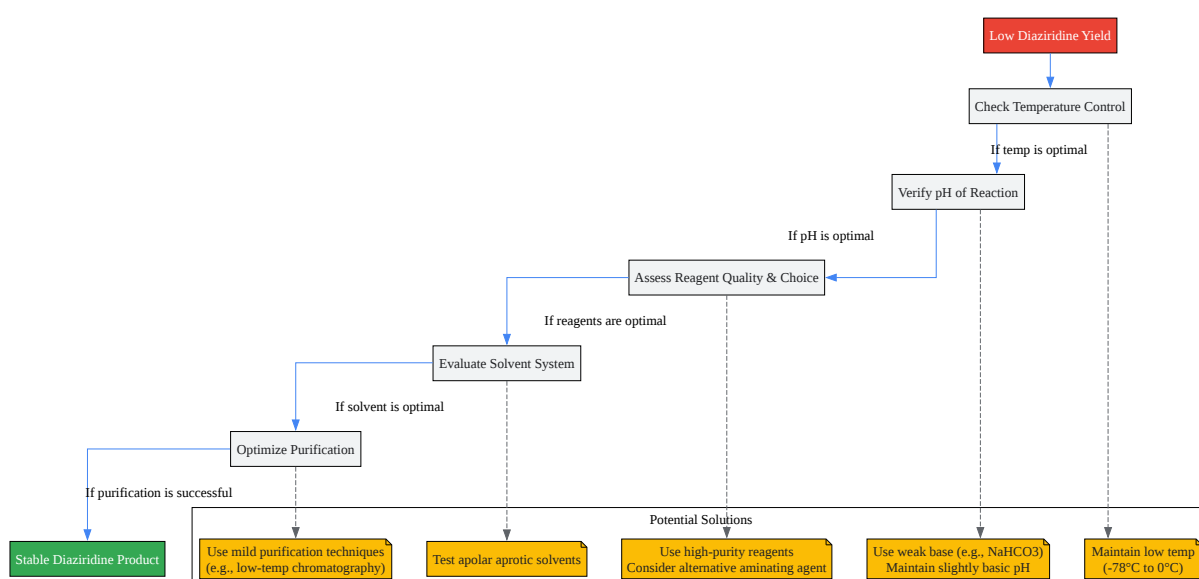 Low Diaziridine Yield
Check Temperature Control
If temp is optimal
Verify pH of Reaction
If pH is optimal
Assess Reagent Quality & Choice
If reagents are optimal
Evaluate Solvent System
If solvent is optimal
Optimize Purification
If purification is successful
Potential Solutions
Stable Diaziridine Product
Use mild purification techniques
(e.g., low-temp chromatography)
Test apolar aprotic solvents
Use high-purity reagents
Consider alternative aminating agent
Use weak base (e.g., NaHCO3)
Maintain slightly basic pH
Maintain low temp
(-78°C to 0°C)